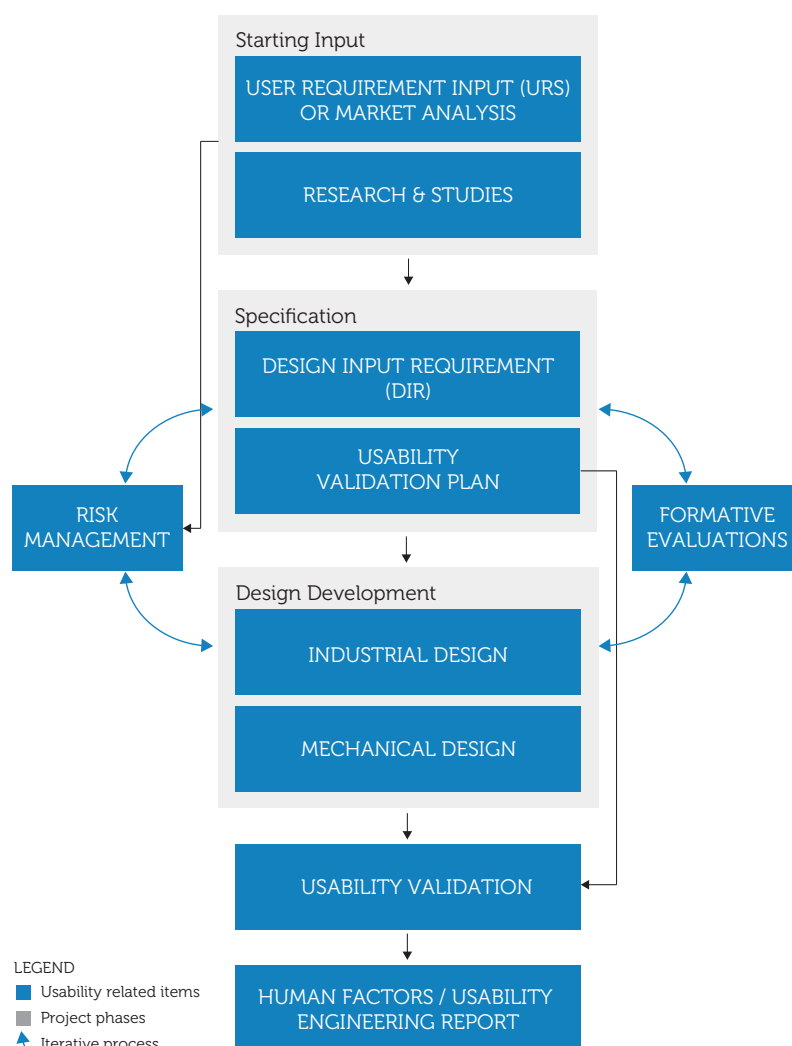 Starting Input
USER REQUIREMENT INPUT (URS)
OR MARKET ANALYSIS
RESEARCH & STUDIES
Specification
DESIGN INPUT REQUIREMENT
(DIR)
USABILITY
VALIDATION PLAN
RISK
MANAGEMENT
FORMATIVE
EVALUATIONS
Design Development
INDUSTRIAL DESIGN
MECHANICAL DESIGN
USABILITY VALIDATION
HUMAN FACTORS / USABILITY
ENGINEERING REPORT
LEGEND
Usability related items
Project phases
Iterative process